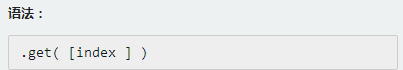 语法：
.get( [index ] )